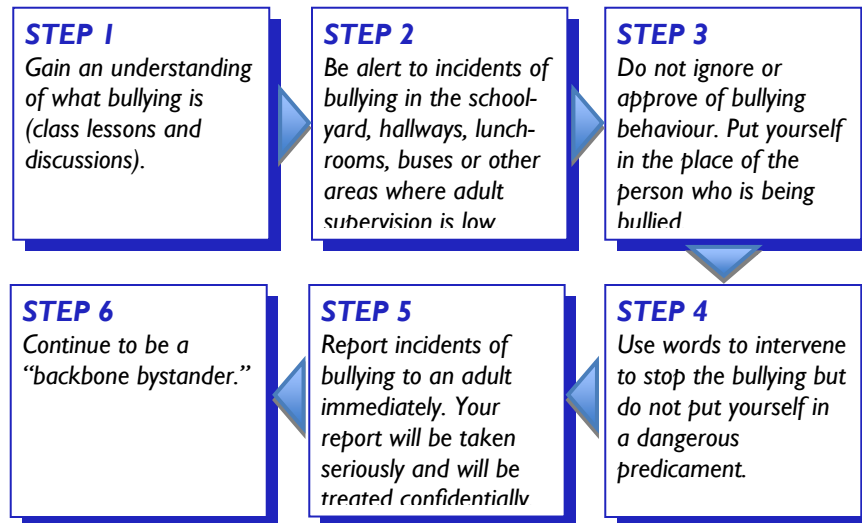 STEP 1
Gain an understanding
of what bullying is
(class lessons and
discussions).
STEP 2
Be alert to incidents of
bullying in the school-
yard, hallways, lunch-
rooms, buses or other
areas where adult
supervision is low
STEP 3
Do not ignore or
approve of bullying
behaviour. Put yourself
in the place of the
person who is being
bullied
STEP 4
Use words to intervene
to stop the bullying but
do not put yourself in
a dangerous
predicament.
STEP 5
Report incidents of
bullying to an adult
immediately. Your
report will be taken
seriously and will be
treated confidentially
STEP 6
Continue to be a
“backbone bystander.”